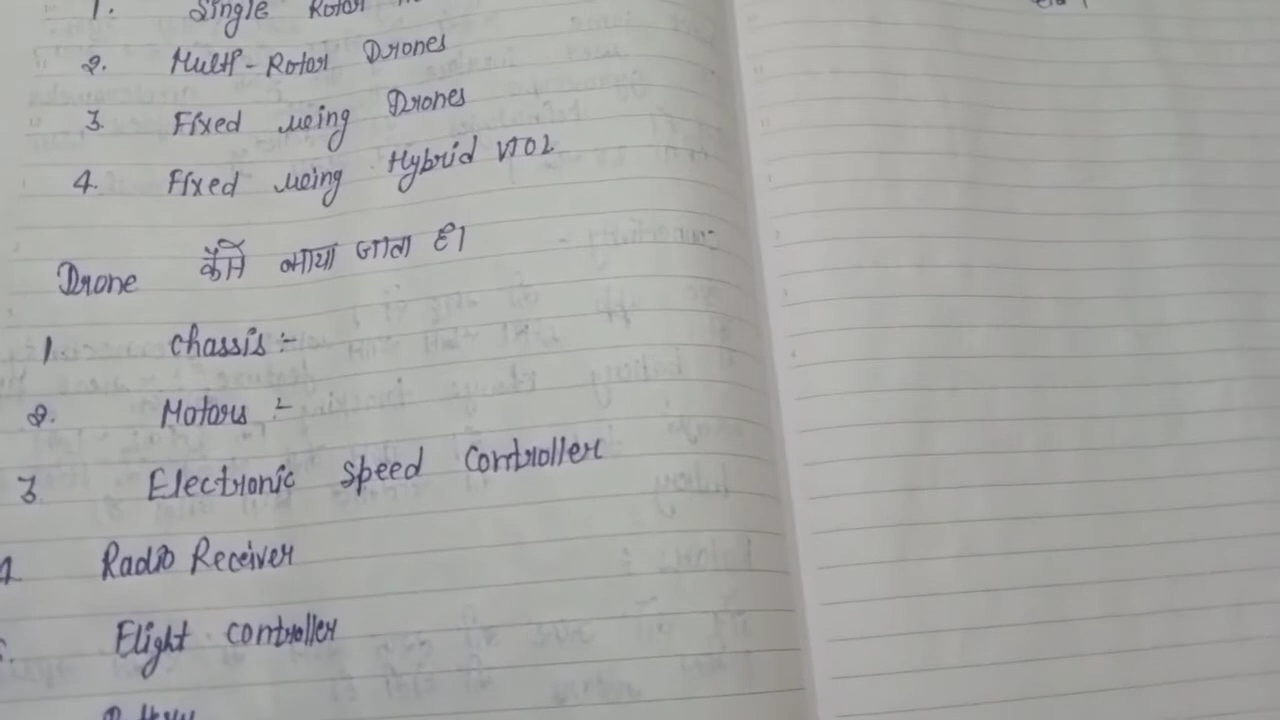 1. Single Rotor
2. Multi-Rotor Drones
3. Fixed wing Drones
4. Fixed wing Hybrid VTOL
Drone कैसे बनाया जाता है।
1. Chassis :-
2. Motors :-
3. Electronic Speed Controller
4. Radio Receiver
Flight controller